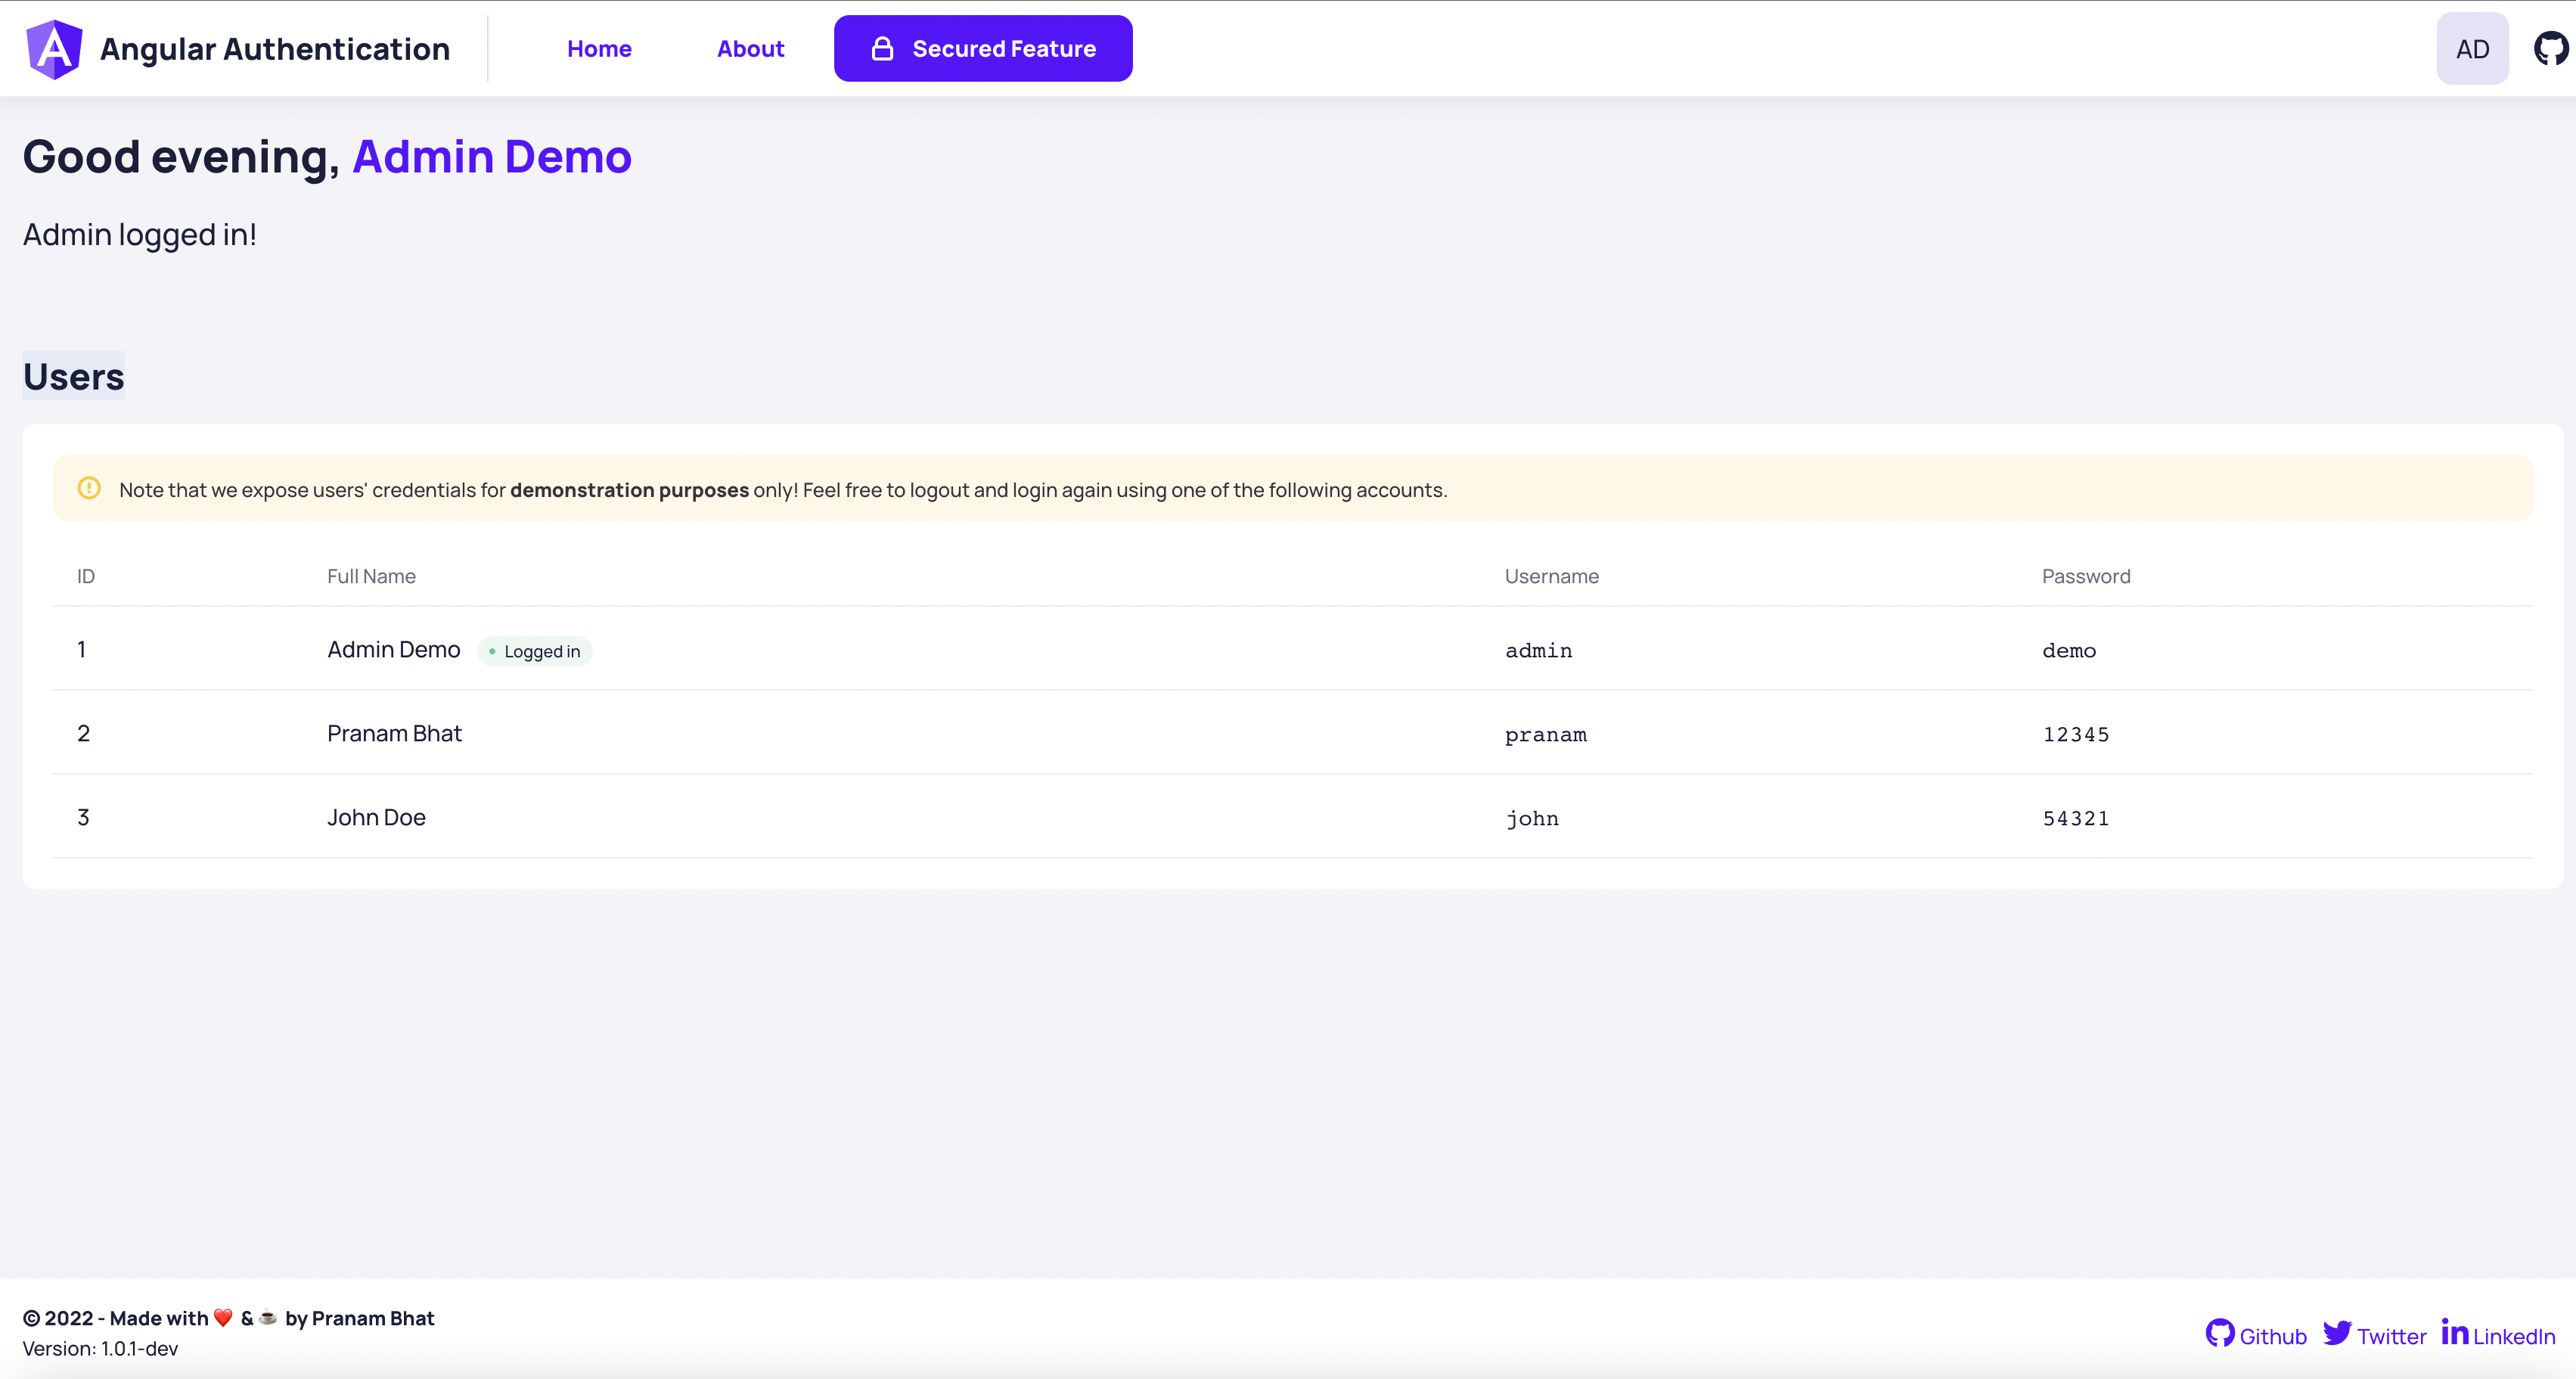 Angular Authentication
Home
About
Secured Feature
AD
Good evening, Admin Demo
Admin logged in!
Users
Note that we expose users' credentials for demonstration purposes only! Feel free to logout and login again using one of the following accounts.
ID Full Name Username Password
1 Admin Demo Logged in admin demo
2 Pranam Bhat pranam 12345
3 John Doe john 54321
© 2022 - Made with ❤️ & ☕ by Pranam Bhat
Version: 1.0.1-dev
Github Twitter LinkedIn